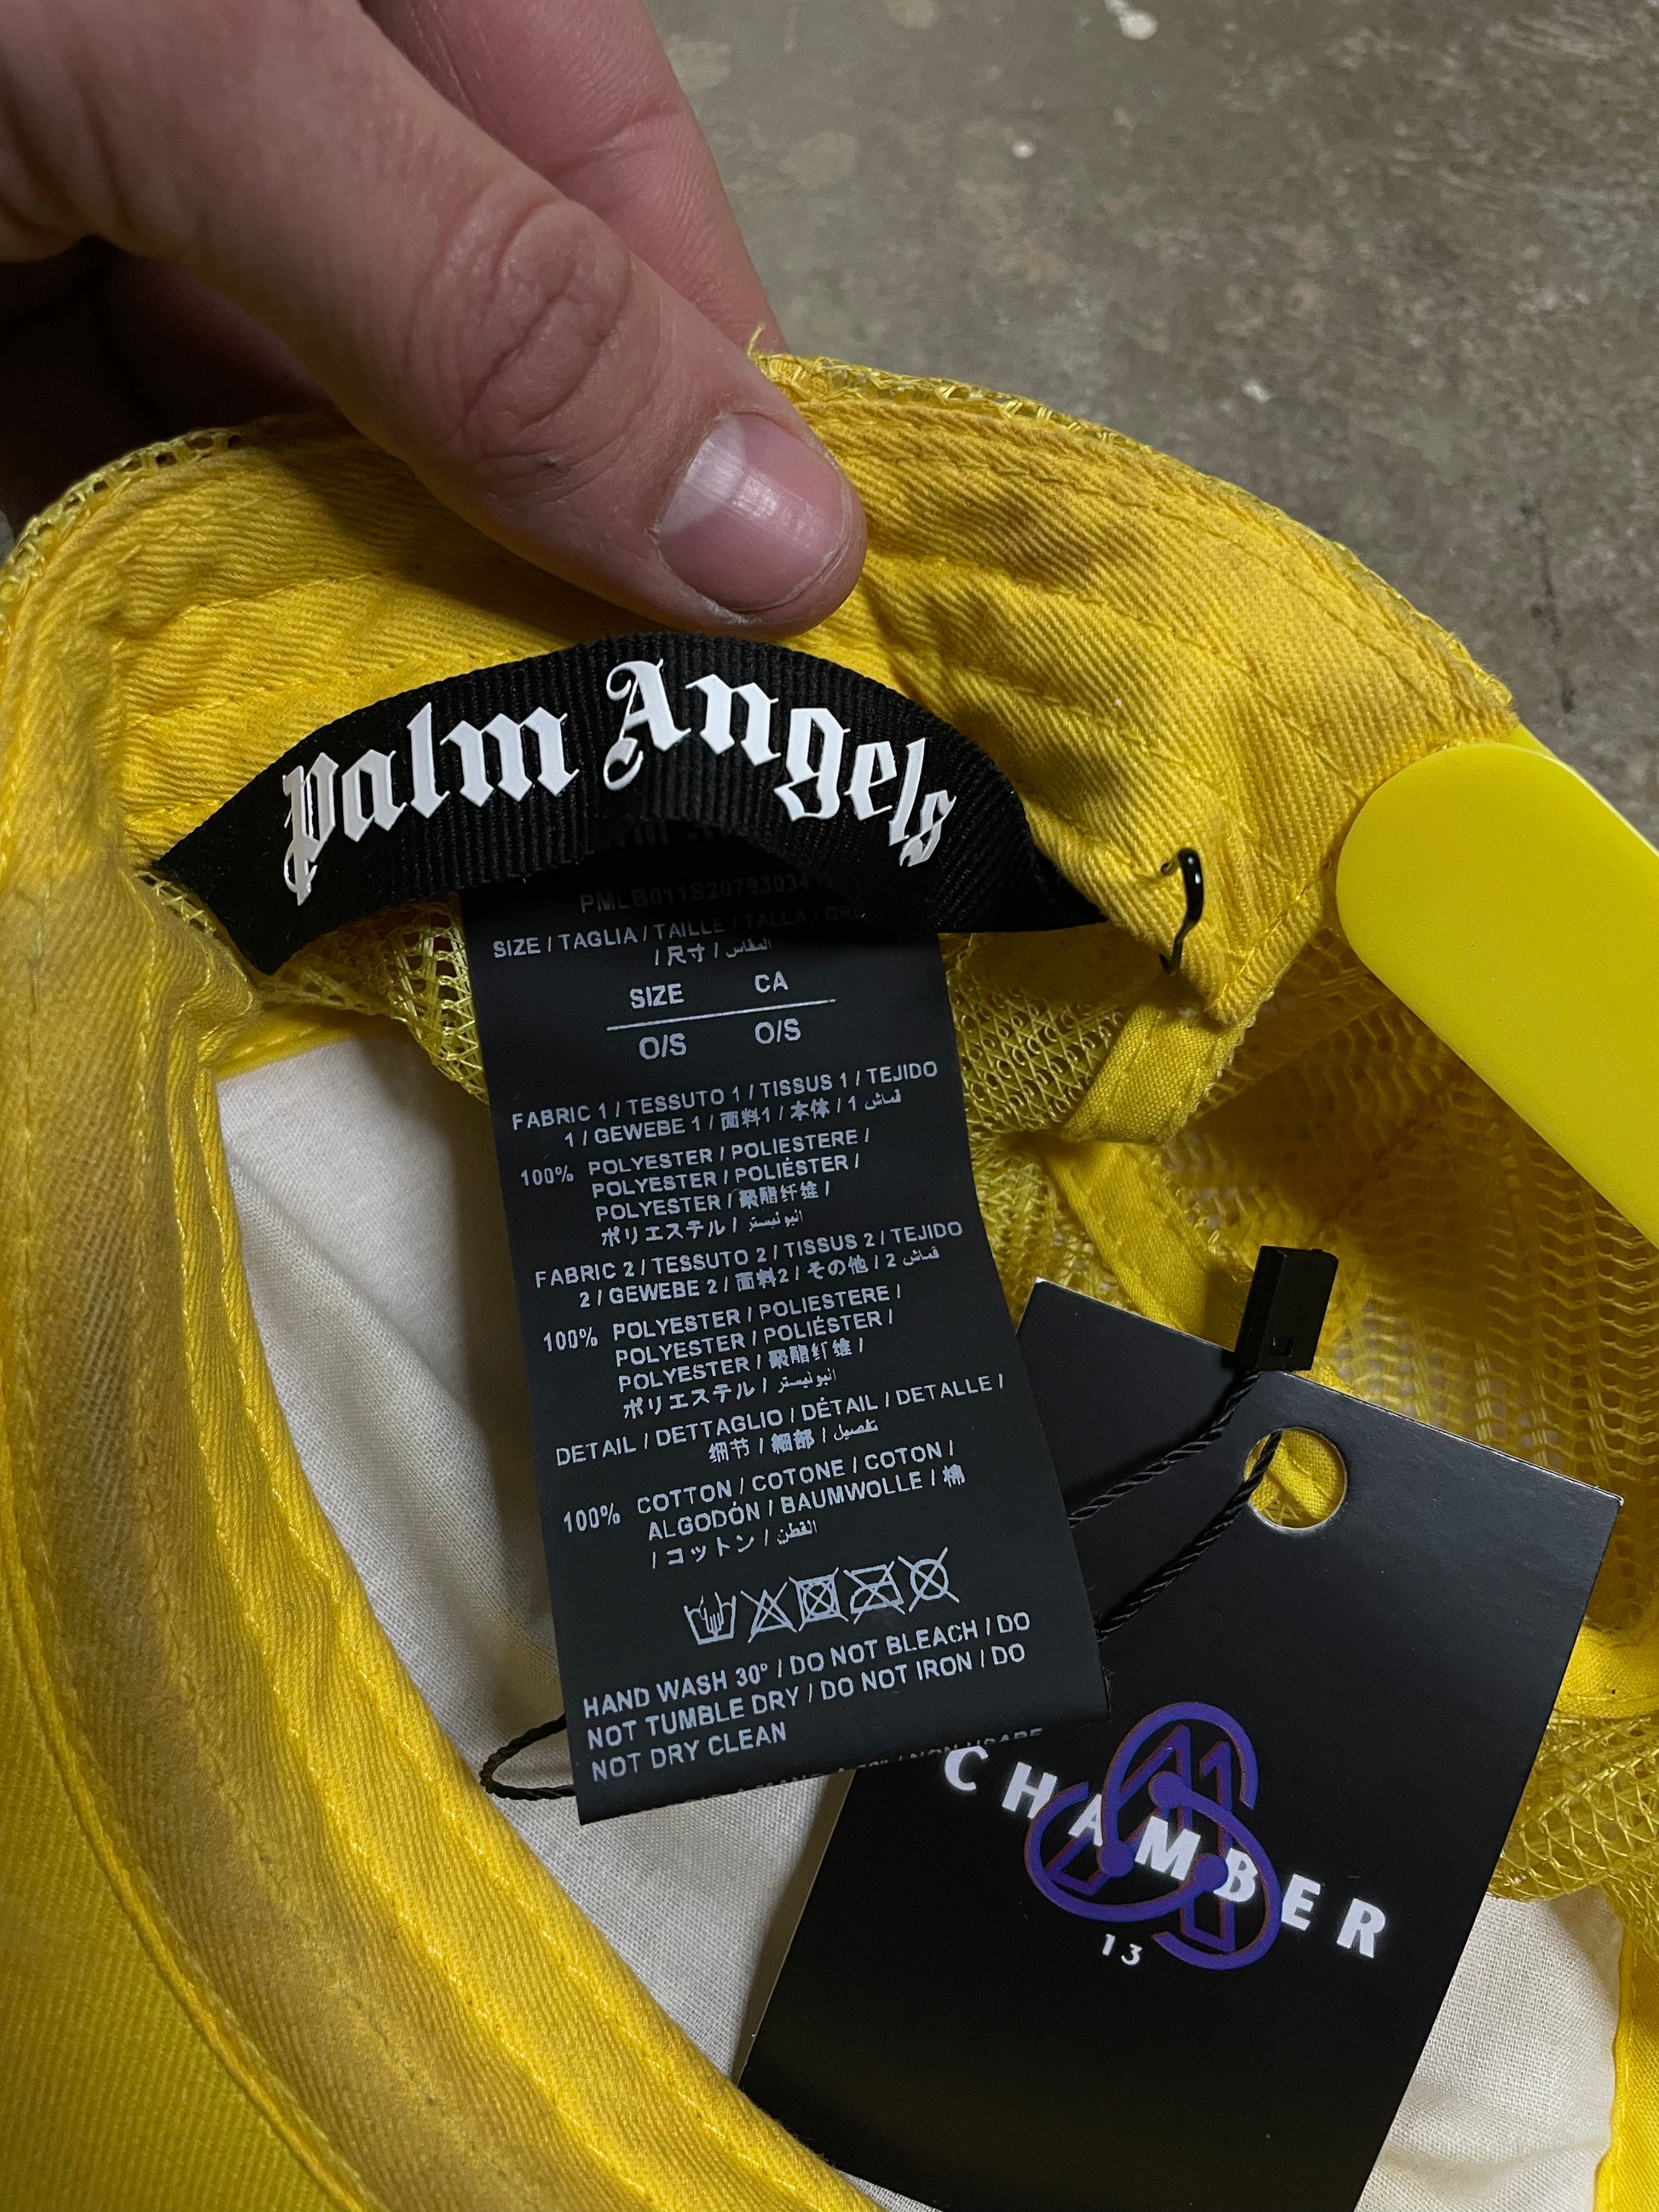 Palm Angels
PMLB011S20793034
SIZE / TAGLIA / TAILLE / TALLA /
/ 尺寸 / المقاس
SIZE CA
O/S O/S
FABRIC 1 / TESSUTO 1 / TISSUS 1 / TEJIDO
1 / GEWEBE 1 / 面料1 / 本体 / 1 قماش
100% POLYESTER / POLIESTERE /
POLYESTER / POLIÉSTER /
POLYESTER / 聚酯纤维 /
ポリエステル / البوليستر
FABRIC 2 / TESSUTO 2 / TISSUS 2 / TEJIDO
2 / GEWEBE 2 / 面料2 / その他 / 2 قماش
100% POLYESTER / POLIESTERE /
POLYESTER / POLIÉSTER /
POLYESTER / 聚酯纤维 /
ポリエステル / البوليستر
DETAIL / DETTAGLIO / DÉTAIL / DETALLE /
细节 / 細部 / تفصيل
100% COTTON / COTONE / COTON /
ALGODÓN / BAUMWOLLE / 棉
/ コットン / القطن
HAND WASH 30° / DO NOT BLEACH / DO
NOT TUMBLE DRY / DO NOT IRON / DO
NOT DRY CLEAN
CHAMBER
13